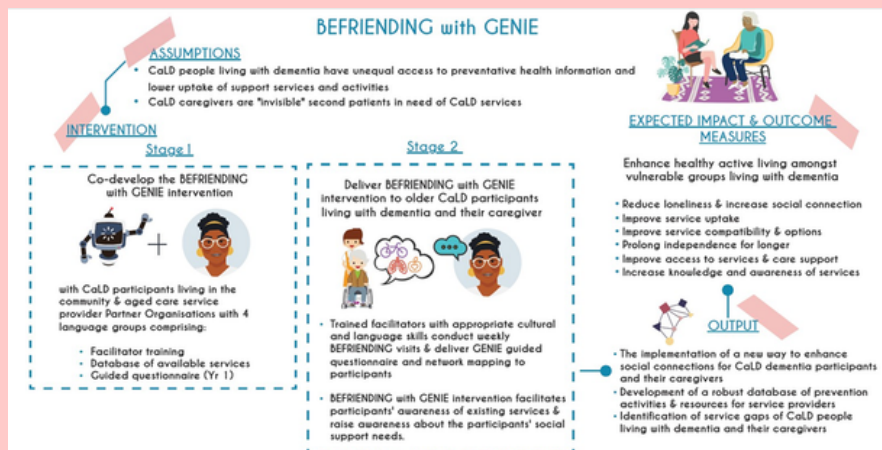 BEFRIENDING with GENIE
ASSUMPTIONS
• CaLD people living with dementia have unequal access to preventative health information and
lower uptake of support services and activities
• CaLD caregivers are "invisible" second patients in need of CaLD services
INTERVENTION
Stage 1
Co-develop the BEFRIENDING
with GENIE intervention
+
with CaLD participants living in the
community & aged care service
provider Partner Organisations with 4
language groups comprising:
• Facilitator training
• Database of available services
• Guided questionnaire (Yr 1)
Stage 2
Deliver BEFRIENDING with GENIE
intervention to older CaLD participants
living with dementia and their caregiver
• Trained facilitators with appropriate cultural
and language skills conduct weekly
BEFRIENDING visits & deliver GENIE guided
questionnaire and network mapping to
participants
• BEFRIENDING with GENIE intervention facilitates
participants' awareness of existing services &
raise awareness about the participants' social
support needs.
EXPECTED IMPACT & OUTCOME
MEASURES
Enhance healthy active living amongst
vulnerable groups living with dementia
• Reduce loneliness & increase social connection
• Improve service uptake
• Improve service compatibility & options
• Prolong independence for longer
• Improve access to services & care support
• Increase knowledge and awareness of services
OUTPUT
• The implementation of a new way to enhance
social connections for CaLD dementia participants
and their caregivers
• Development of a robust database of prevention
activities & resources for service providers
• Identification of service gaps of CaLD people
living with dementia and their caregivers